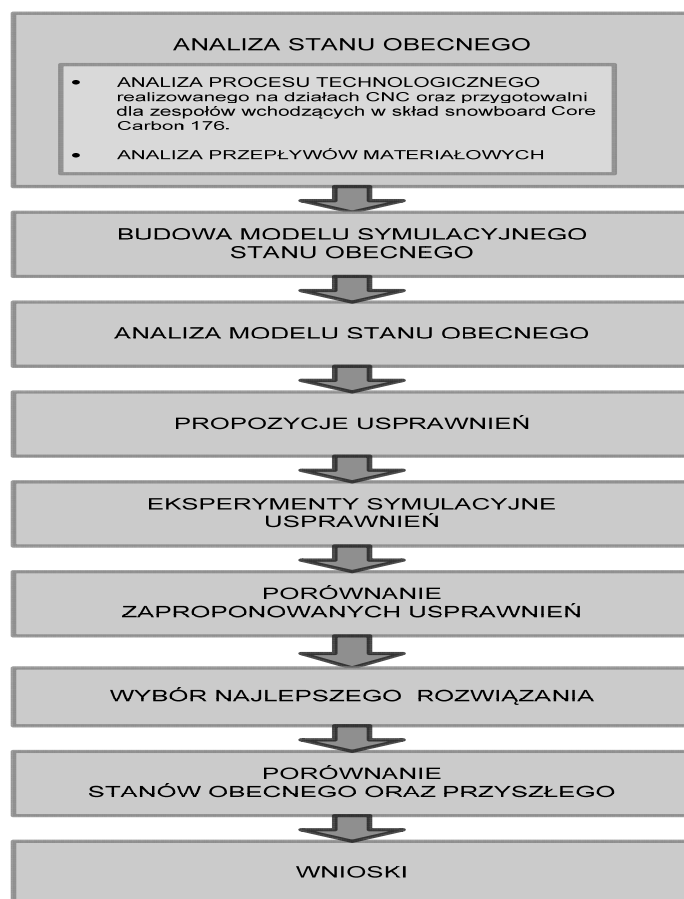 ANALIZA STANU OBECNEGO
• ANALIZA PROCESU TECHNOLOGICZNEGO
realizowanego na działach CNC oraz przygotowalni
dla zespołów wchodzących w skład snowboard Core
Carbon 176.
• ANALIZA PRZEPŁYWÓW MATERIAŁOWYCH
BUDOWA MODELU SYMULACYJNEGO
STANU OBECNEGO
ANALIZA MODELU STANU OBECNEGO
PROPOZYCJE USPRAWNIEŃ
EKSPERYMENTY SYMULACYJNE
USPRAWNIEŃ
PORÓWNANIE
ZAPROPONOWANYCH USPRAWNIEŃ
WYBÓR NAJLEPSZEGO ROZWIĄZANIA
PORÓWNANIE
STANÓW OBECNEGO ORAZ PRZYSZŁEGO
WNIOSKI